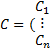 C₁
C = ( ⋮
Cₙ